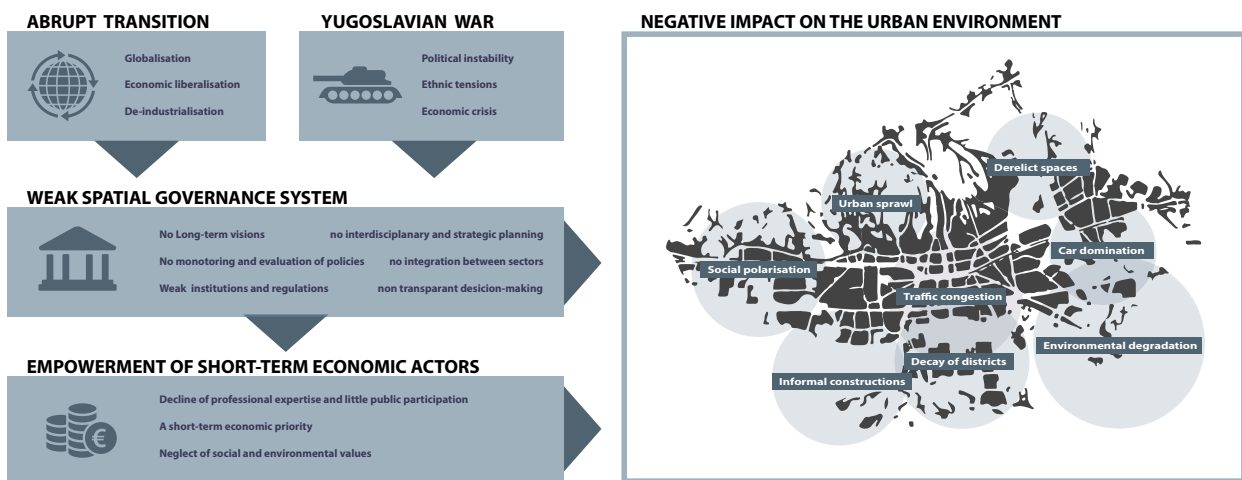 ABRUPT TRANSITION
Globalisation
Economic liberalisation
De-industrialisation
YUGOSLAVIAN WAR
Political instability
Ethnic tensions
Economic crisis
WEAK SPATIAL GOVERNANCE SYSTEM
No Long-term visions
no interdisciplanary and strategic planning
No monotoring and evaluation of policies
no integration between sectors
Weak institutions and regulations
non transparant desicion-making
EMPOWERMENT OF SHORT-TERM ECONOMIC ACTORS
Decline of professional expertise and little public participation
A short-term economic priority
Neglect of social and environmental values
€
NEGATIVE IMPACT ON THE URBAN ENVIRONMENT
Derelict spaces
Urban sprawl
Car domination
Social polarisation
Traffic congestion
Environmental degradation
Decay of districts
Informal constructions